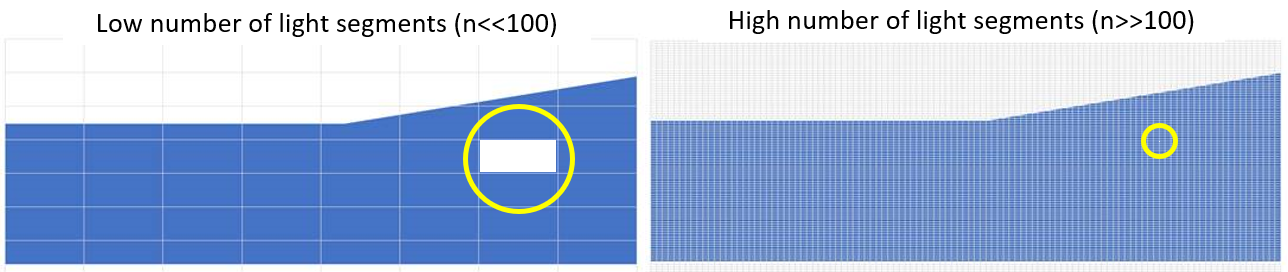 Low number of light segments (n<<100)
High number of light segments (n>>100)